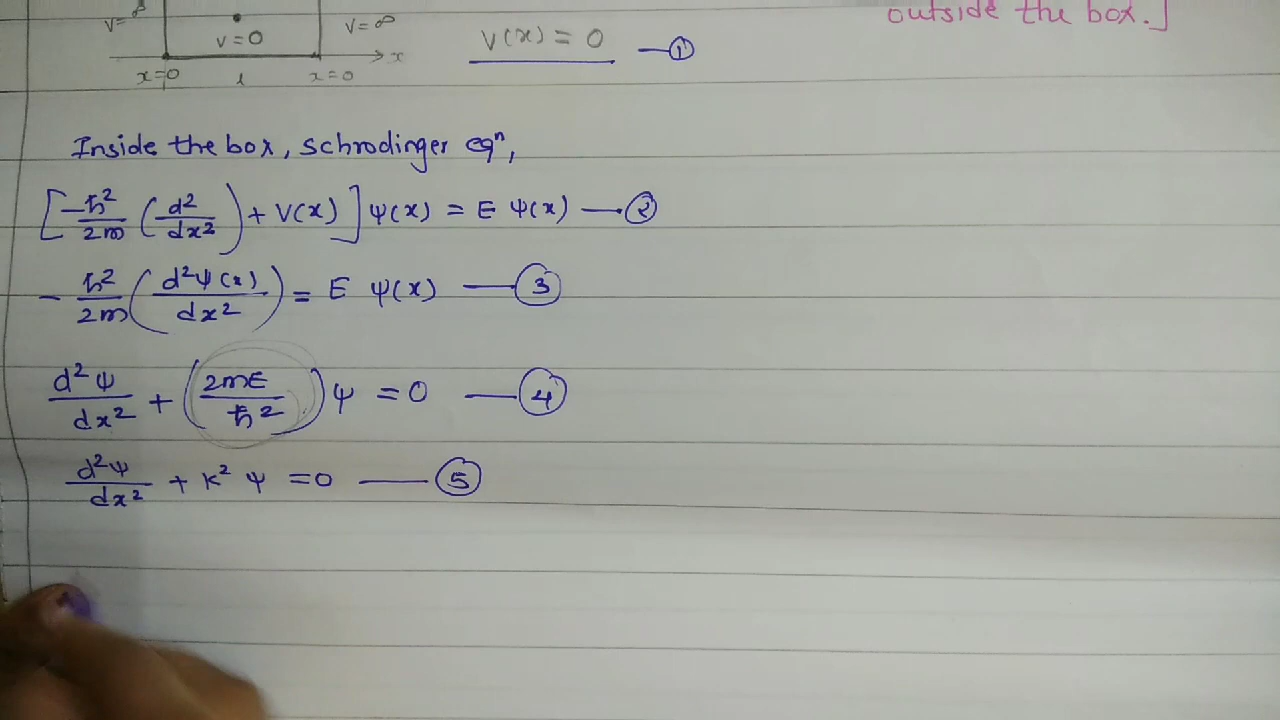 outside the box.]
V=∞
V=0
V=∞
V(x) = 0 —①
x
x=0 l x=0
Inside the box, Schrodinger eqⁿ,
[-ħ²/2m (d²/dx²) + V(x)] ψ(x) = E ψ(x) —②
- ħ²/2m (d²ψ(x)/dx²) = E ψ(x) —③
d²ψ/dx² + (2mE/ħ²)ψ = 0 —④
d²ψ/dx² + k² ψ = 0 —⑤